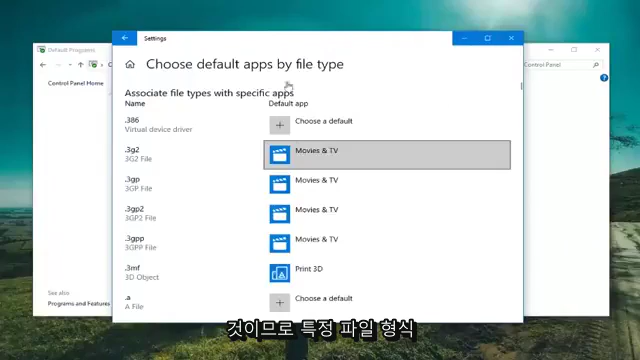 Default Programs
Control Panel
Control Panel Home
See also
Programs and Features
Settings
Choose default apps by file type
Associate file types with specific apps
Name
Default app
.386
Virtual device driver
Choose a default
.3g2
3G2 File
Movies & TV
.3gp
3GP File
Movies & TV
.3gp2
3GP2 File
Movies & TV
.3gpp
3GPP File
Movies & TV
.3mf
3D Object
Print 3D
.a
A File
Choose a default
것이므로 특정 파일 형식